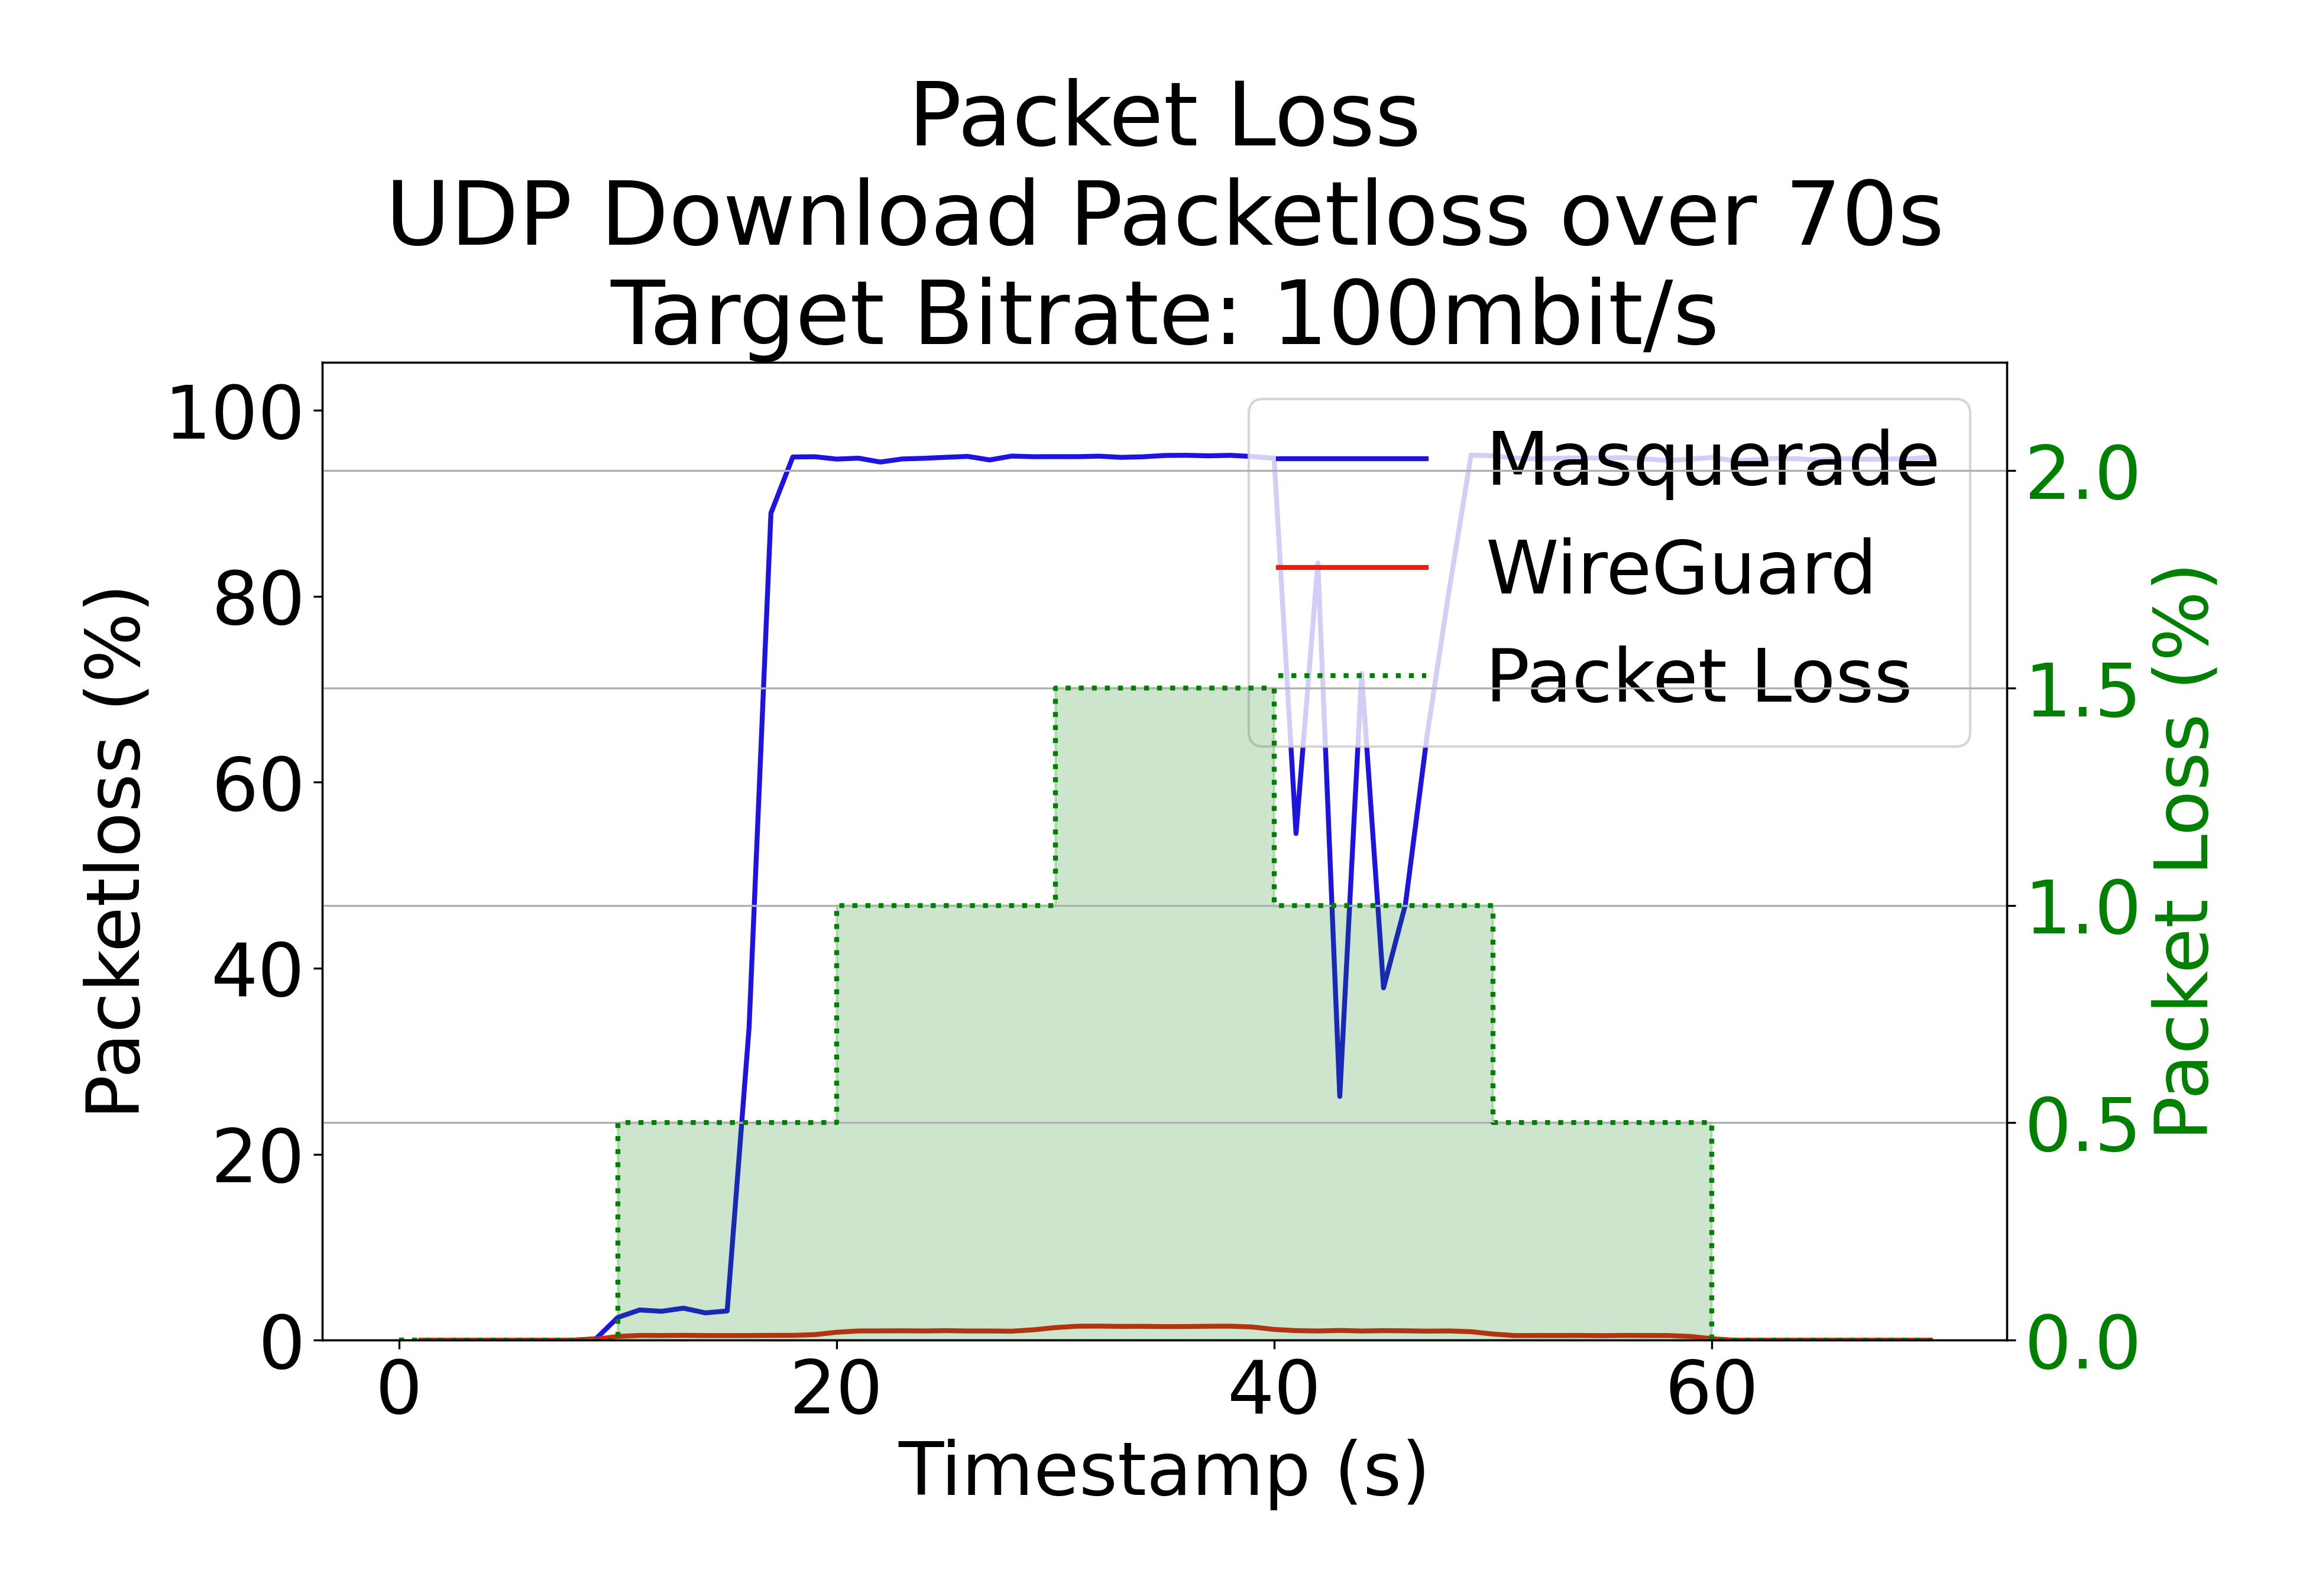 Packet Loss
UDP Download Packetloss over 70s
Target Bitrate: 100mbit/s
Packetloss (%)
100
80
60
40
20
0
Masquerade
WireGuard
Packet Loss
2.0
1.5
1.0
0.5
0.0
Packet Loss (%)
0 20 40 60
Timestamp (s)